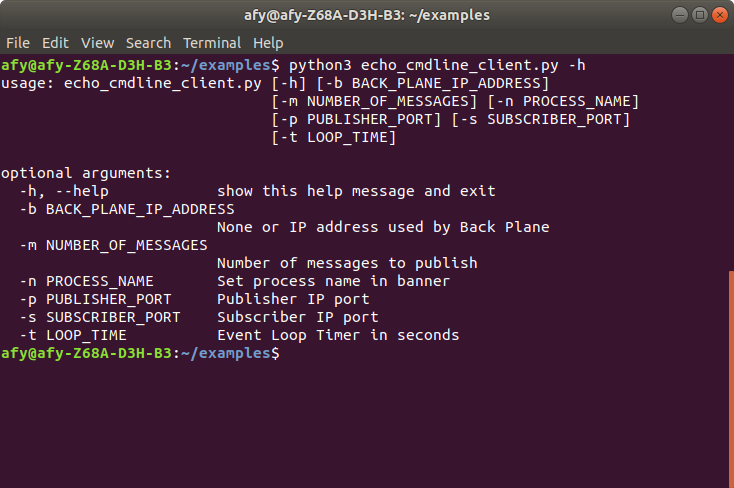 afy@afy-Z68A-D3H-B3: ~/examples
File Edit View Search Terminal Help
afy@afy-Z68A-D3H-B3:~/examples$ python3 echo_cmdline_client.py -h
usage: echo_cmdline_client.py [-h] [-b BACK_PLANE_IP_ADDRESS]
                              [-m NUMBER_OF_MESSAGES] [-n PROCESS_NAME]
                              [-p PUBLISHER_PORT] [-s SUBSCRIBER_PORT]
                              [-t LOOP_TIME]

optional arguments:
  -h, --help            show this help message and exit
  -b BACK_PLANE_IP_ADDRESS
                        None or IP address used by Back Plane
  -m NUMBER_OF_MESSAGES
                        Number of messages to publish
  -n PROCESS_NAME       Set process name in banner
  -p PUBLISHER_PORT     Publisher IP port
  -s SUBSCRIBER_PORT    Subscriber IP port
  -t LOOP_TIME          Event Loop Timer in seconds
afy@afy-Z68A-D3H-B3:~/examples$